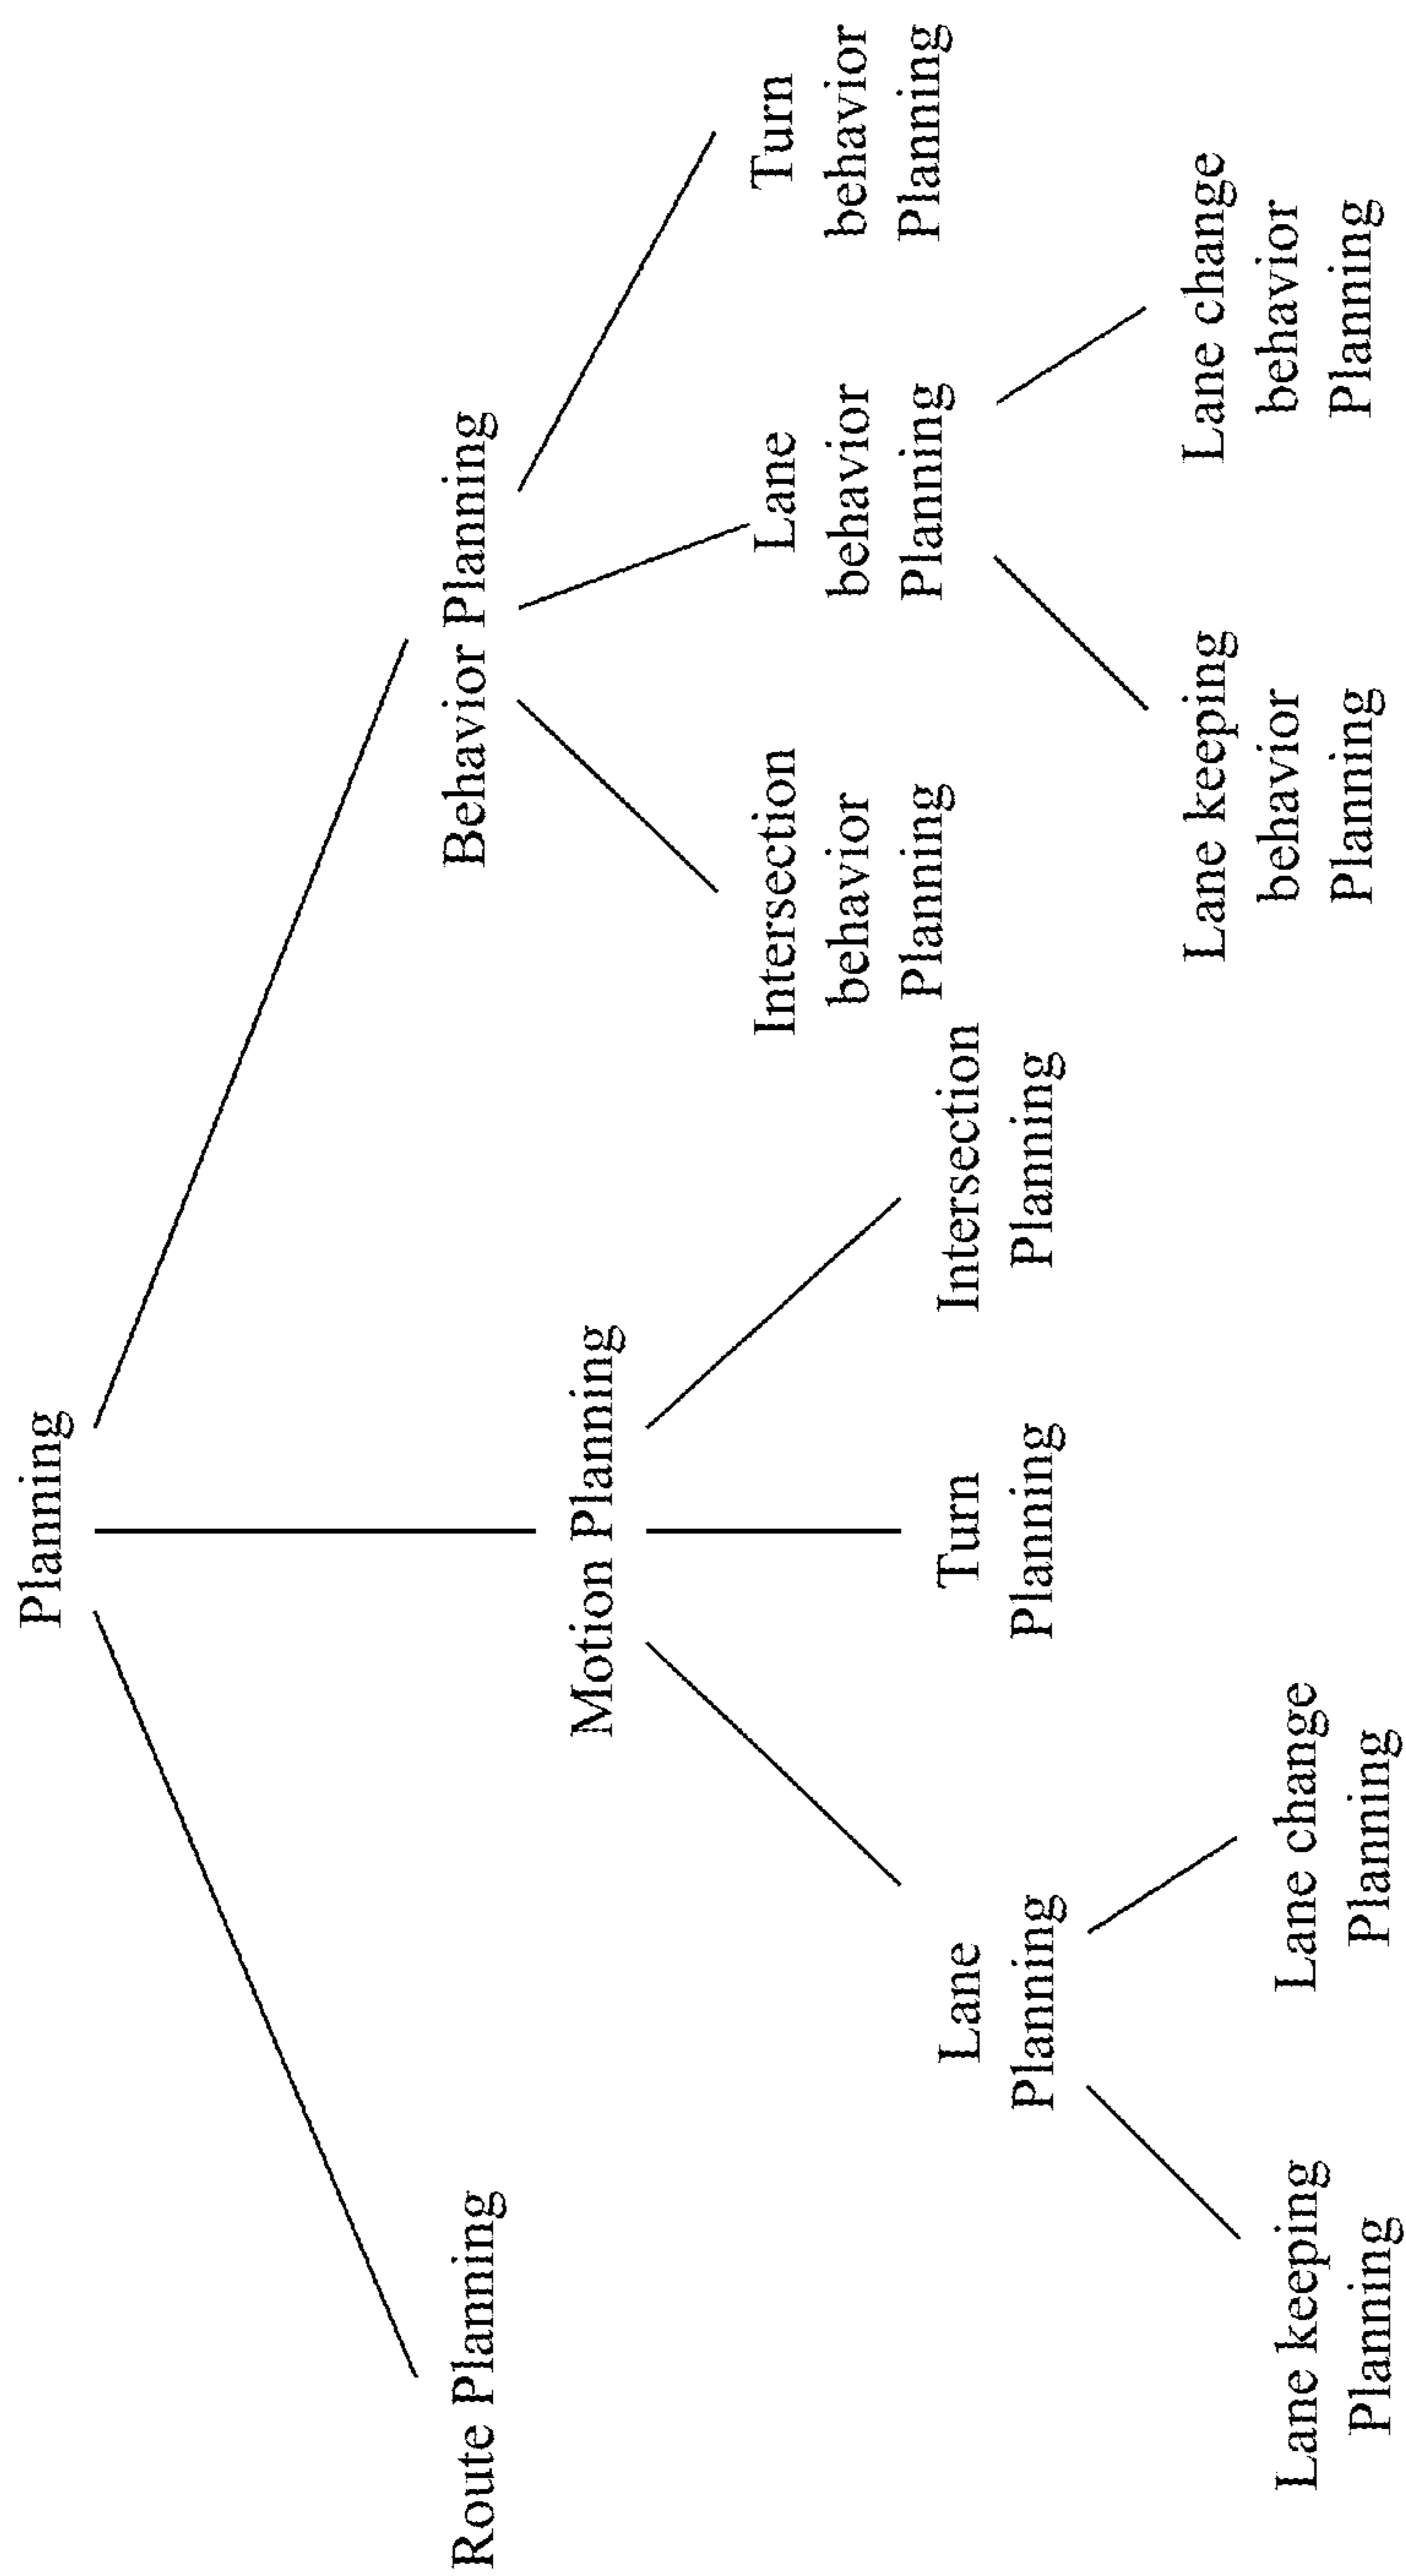 Planning
Route Planning
Motion Planning
Behavior Planning
Lane
Planning
Turn
Planning
Intersection
Planning
Intersection
behavior
Planning
Lane
behavior
Planning
Turn
behavior
Planning
Lane keeping
Planning
Lane change
Planning
Lane keeping
behavior
Planning
Lane change
behavior
Planning